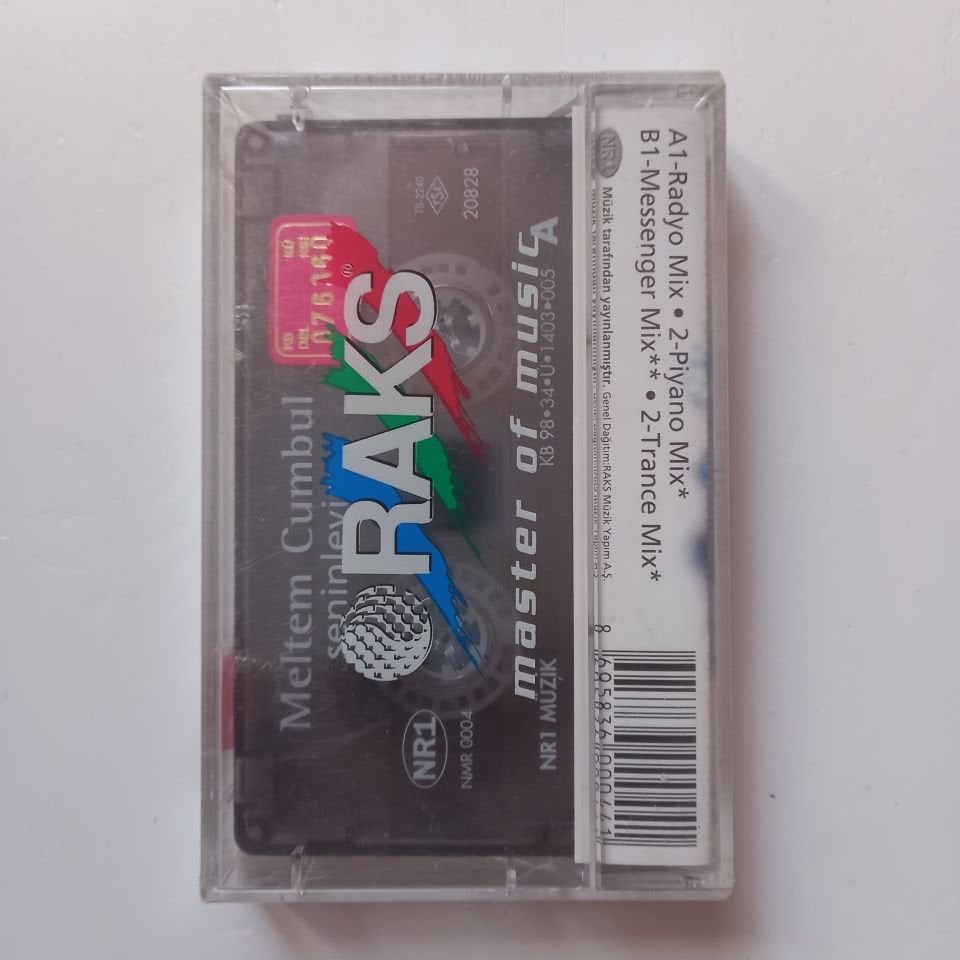 A1-Radyo Mix • 2-Piyano Mix*
B1-Messenger Mix** • 2-Trance Mix*
NR1 Müzik tarafından yayınlanmıştır. Genel Dağıtım:RAKS Müzik Yapım A.Ş.
A
NR1 MÜZİK
KB 98•34•U•1403•005
master of music
20828
TSE
NMR 0004
NR1
RAKS
®
Meltem Cumbul
076160